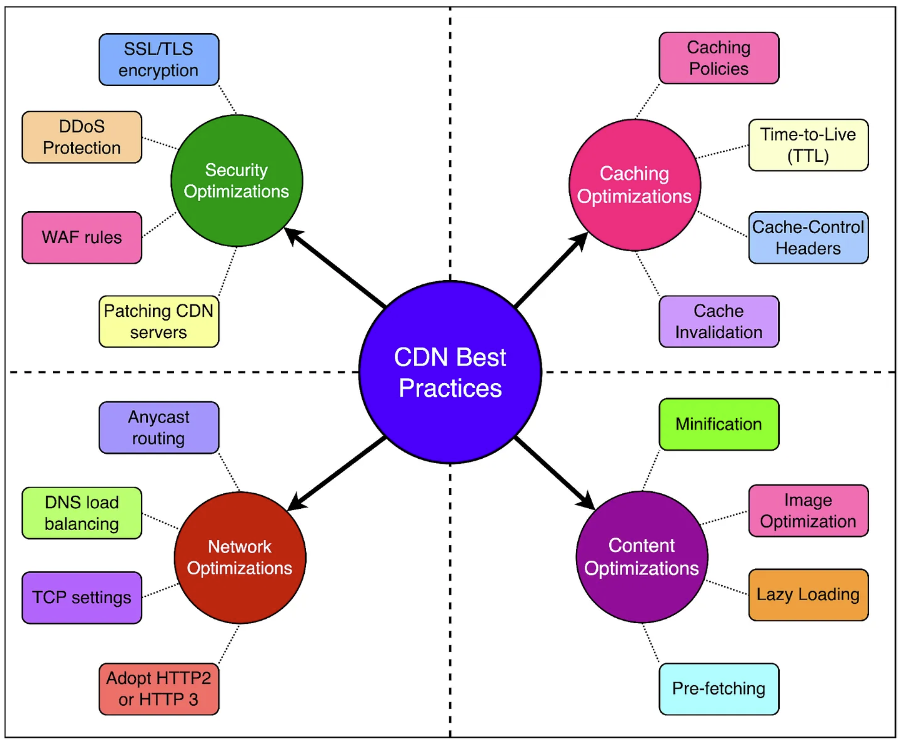 SSL/TLS
encryption
DDoS
Protection
Security
Optimizations
WAF rules
Patching CDN
servers
Caching
Policies
Time-to-Live
(TTL)
Caching
Optimizations
Cache-Control
Headers
Cache
Invalidation
CDN Best
Practices
Anycast
routing
DNS load
balancing
Network
Optimizations
TCP settings
Adopt HTTP2
or HTTP 3
Minification
Image
Optimization
Content
Optimizations
Lazy Loading
Pre-fetching